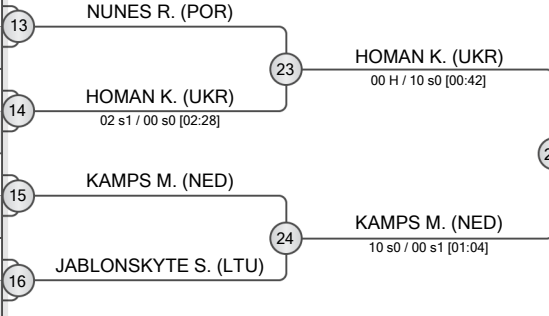 NUNES R. (POR)
13
23
HOMAN K. (UKR)
00 H / 10 s0 [00:42]
HOMAN K. (UKR)
14
02 s1 / 00 s0 [02:28]
2
KAMPS M. (NED)
15
24
KAMPS M. (NED)
10 s0 / 00 s1 [01:04]
JABLONSKYTE S. (LTU)
16